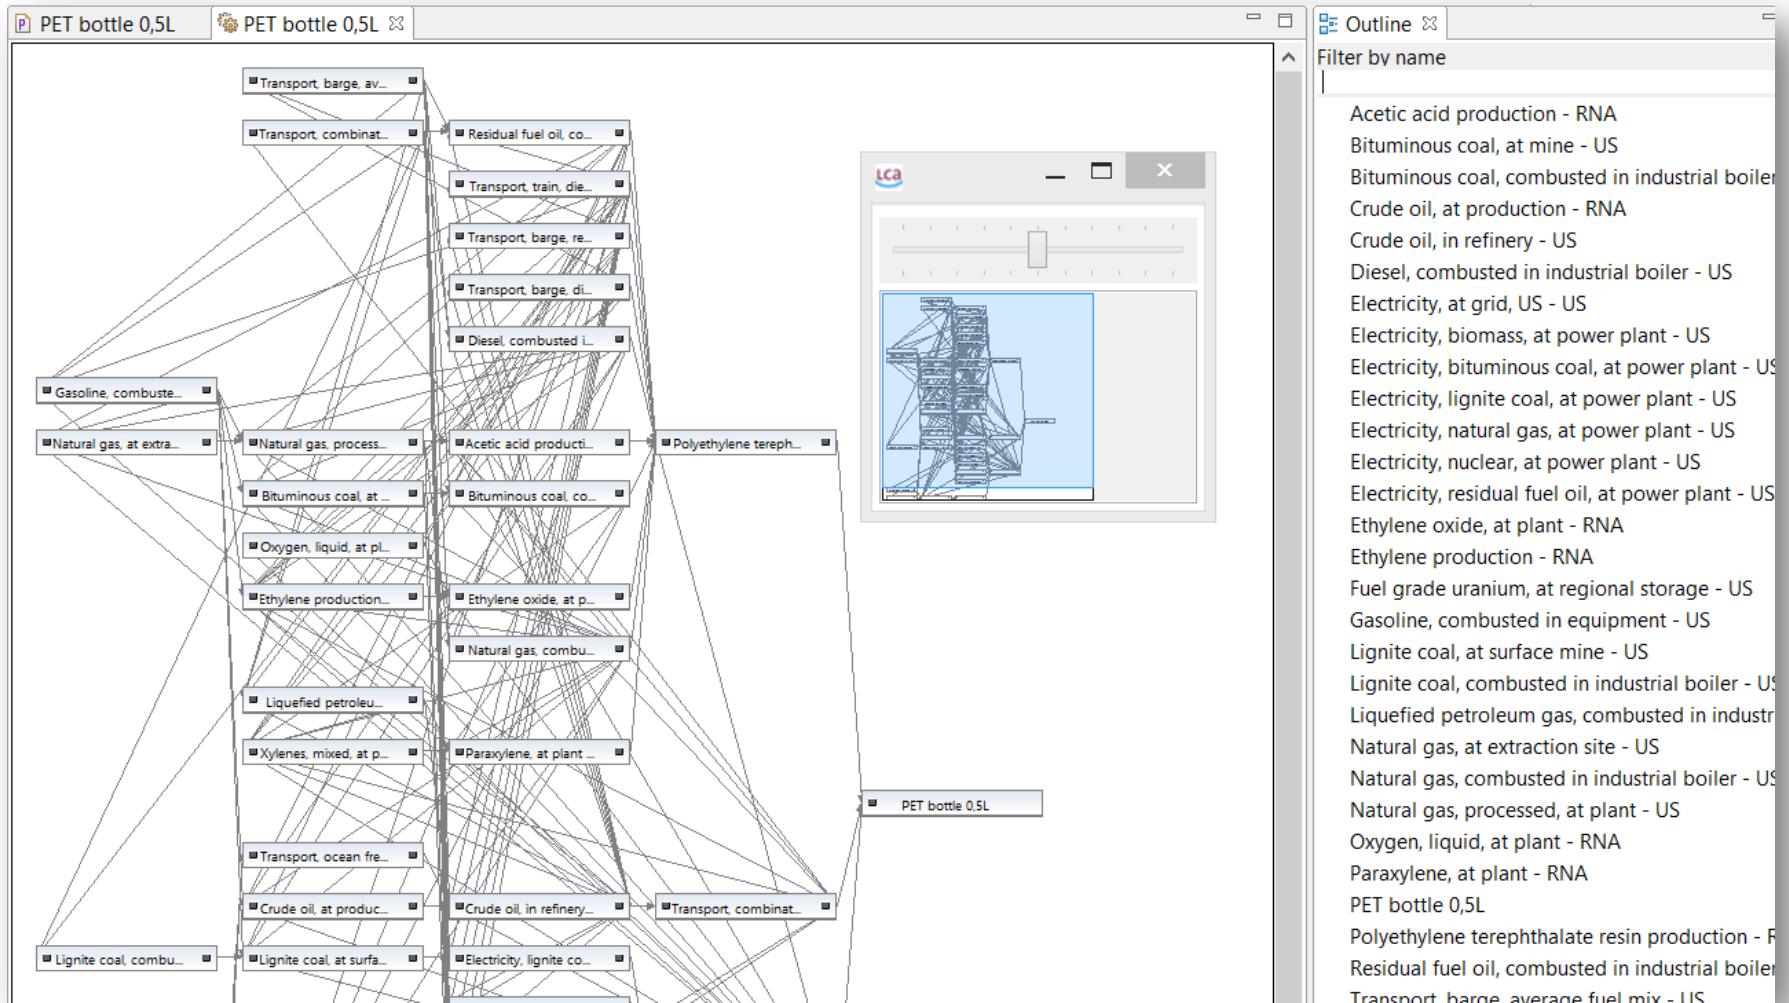 PET bottle 0,5L
PET bottle 0,5L
Transport, barge, av...
Transport, combinat...
Residual fuel oil, co...
Transport, train, die...
Transport, barge, re...
Transport, barge, di...
Diesel, combusted i...
Gasoline, combuste...
Natural gas, at extra...
Natural gas, process...
Acetic acid producti...
Polyethylene tereph...
Bituminous coal, at ...
Bituminous coal, co...
Oxygen, liquid, at pl...
Ethylene production...
Ethylene oxide, at p...
Natural gas, combu...
Liquefied petroleu...
Xylenes, mixed, at p...
Paraxylene, at plant ...
PET bottle 0,5L
Transport, ocean fre...
Crude oil, at produc...
Crude oil, in refinery...
Transport, combinat...
Lignite coal, combu...
Lignite coal, at surfa...
Electricity, lignite co...
LCA
Outline
Filter by name
Acetic acid production - RNA
Bituminous coal, at mine - US
Bituminous coal, combusted in industrial boiler
Crude oil, at production - RNA
Crude oil, in refinery - US
Diesel, combusted in industrial boiler - US
Electricity, at grid, US - US
Electricity, biomass, at power plant - US
Electricity, bituminous coal, at power plant - US
Electricity, lignite coal, at power plant - US
Electricity, natural gas, at power plant - US
Electricity, nuclear, at power plant - US
Electricity, residual fuel oil, at power plant - US
Ethylene oxide, at plant - RNA
Ethylene production - RNA
Fuel grade uranium, at regional storage - US
Gasoline, combusted in equipment - US
Lignite coal, at surface mine - US
Lignite coal, combusted in industrial boiler - US
Liquefied petroleum gas, combusted in industr
Natural gas, at extraction site - US
Natural gas, combusted in industrial boiler - US
Natural gas, processed, at plant - US
Oxygen, liquid, at plant - RNA
Paraxylene, at plant - RNA
PET bottle 0,5L
Polyethylene terephthalate resin production - R
Residual fuel oil, combusted in industrial boiler
Transport, barge, average fuel mix - US